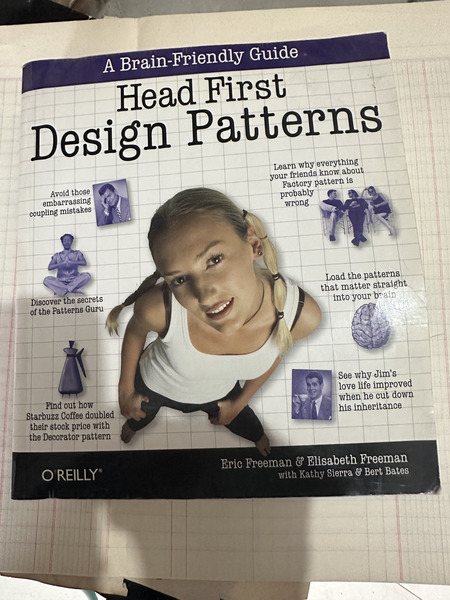 A Brain-Friendly Guide
Head First
Design Patterns
Avoid those
embarrassing
coupling mistakes
Learn why everything
your friends know about
Factory pattern is
probably
wrong
Discover the secrets
of the Patterns Guru
Load the patterns
that matter straight
into your brain
Find out how
Starbuzz Coffee doubled
their stock price with
the Decorator pattern
See why Jim's
love life improved
when he cut down
his inheritance
O'REILLY®
Eric Freeman & Elisabeth Freeman
with Kathy Sierra & Bert Bates